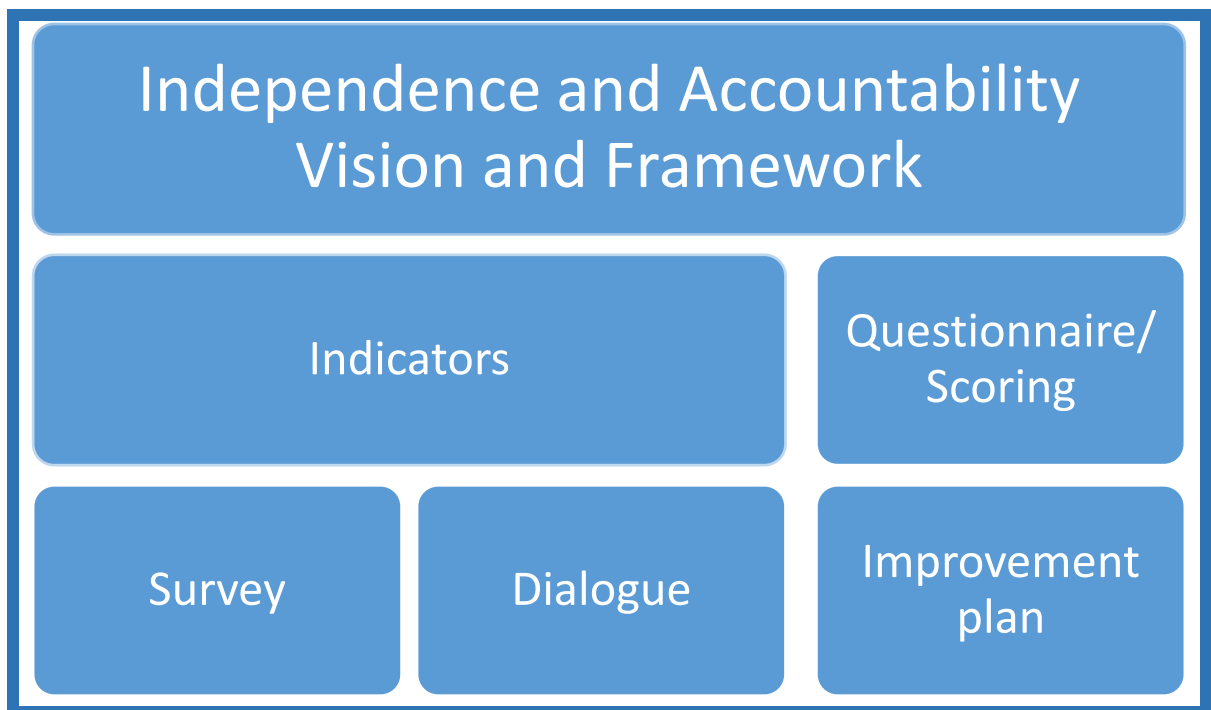 Independence and Accountability
Vision and Framework
Indicators
Questionnaire/
Scoring
Survey
Dialogue
Improvement
plan